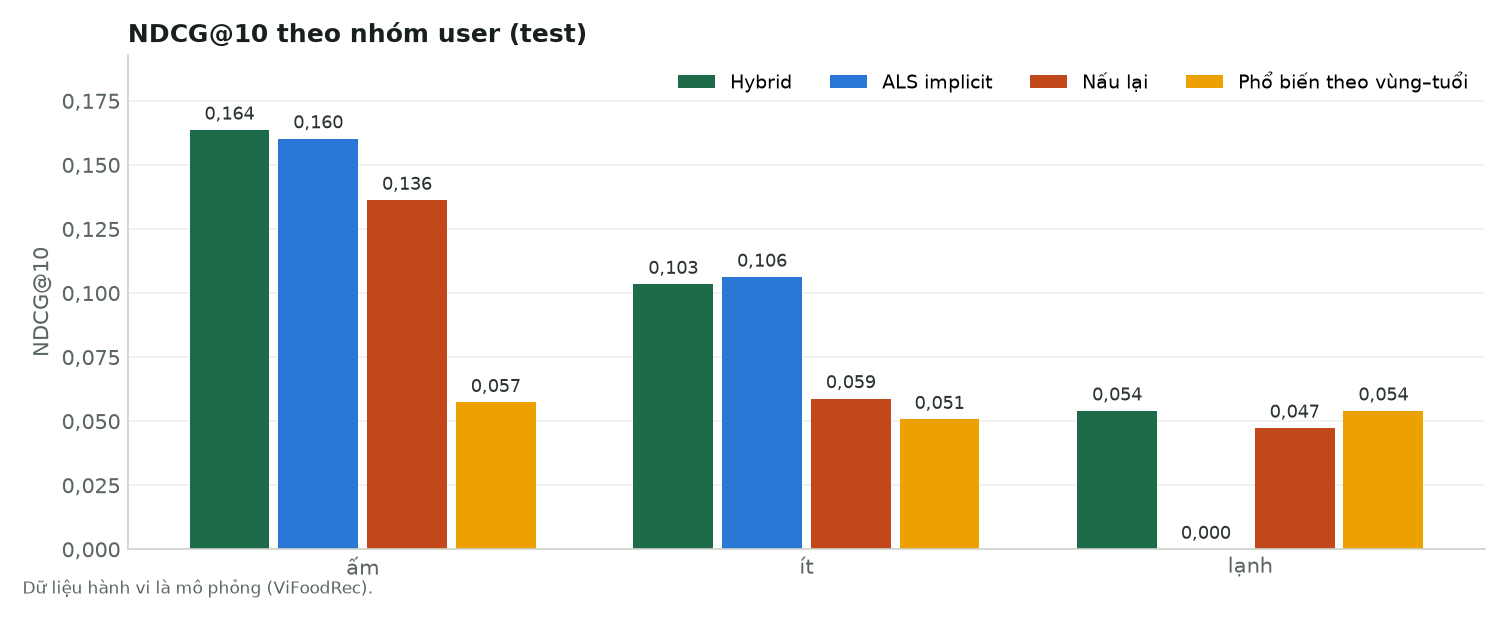 NDCG@10 theo nhóm user (test)
Hybrid ALS implicit Nấu lại Phổ biến theo vùng–tuổi
NDCG@10
0,175
0,150
0,125
0,100
0,075
0,050
0,025
0,000
0,164 0,160 0,136 0,057
0,103 0,106 0,059 0,051
0,054 0,000 0,047 0,054
ấm ít lạnh
Dữ liệu hành vi là mô phỏng (ViFoodRec).